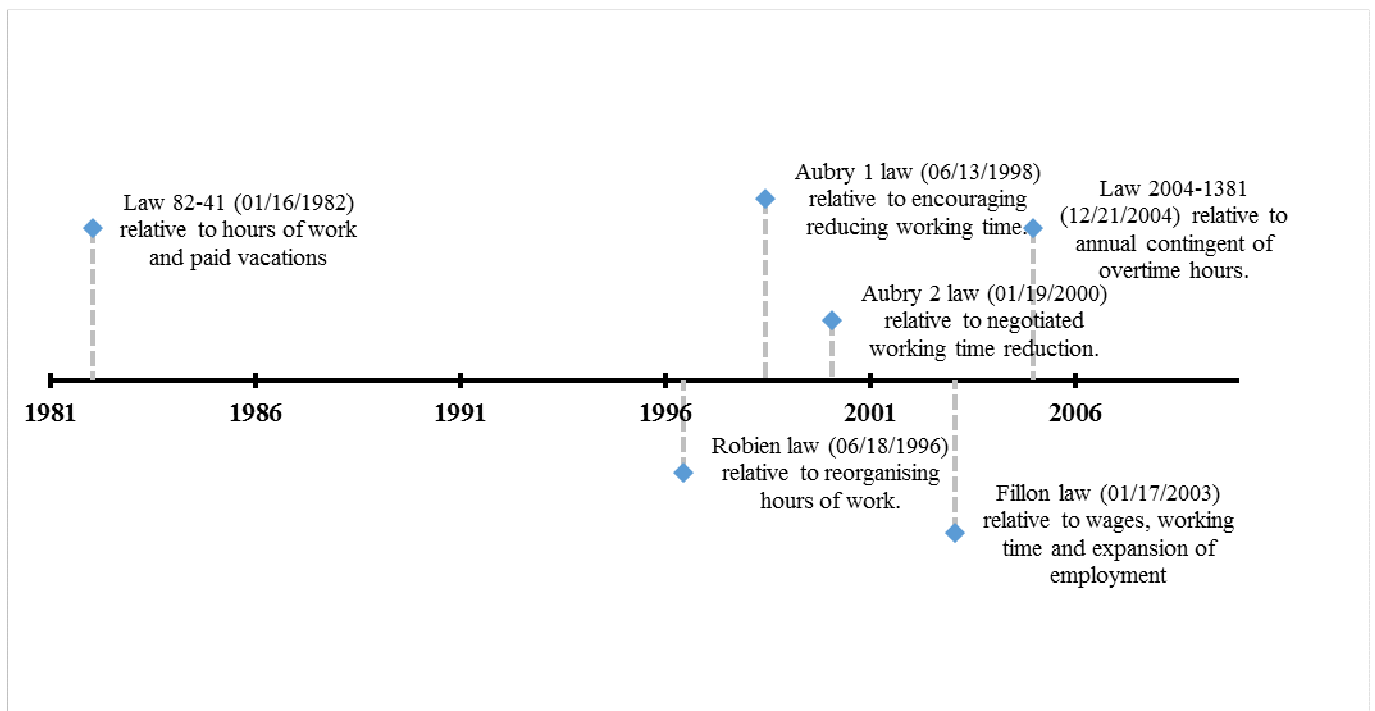 Law 82-41 (01/16/1982)
relative to hours of work
and paid vacations
Aubry 1 law (06/13/1998)
relative to encouraging
reducing working time.
Law 2004-1381
(12/21/2004) relative to
annual contingent of
overtime hours.
Aubry 2 law (01/19/2000)
relative to negotiated
working time reduction.
1981 1986 1991 1996 2001 2006
Robien law (06/18/1996)
relative to reorganising
hours of work.
Fillon law (01/17/2003)
relative to wages, working
time and expansion of
employment